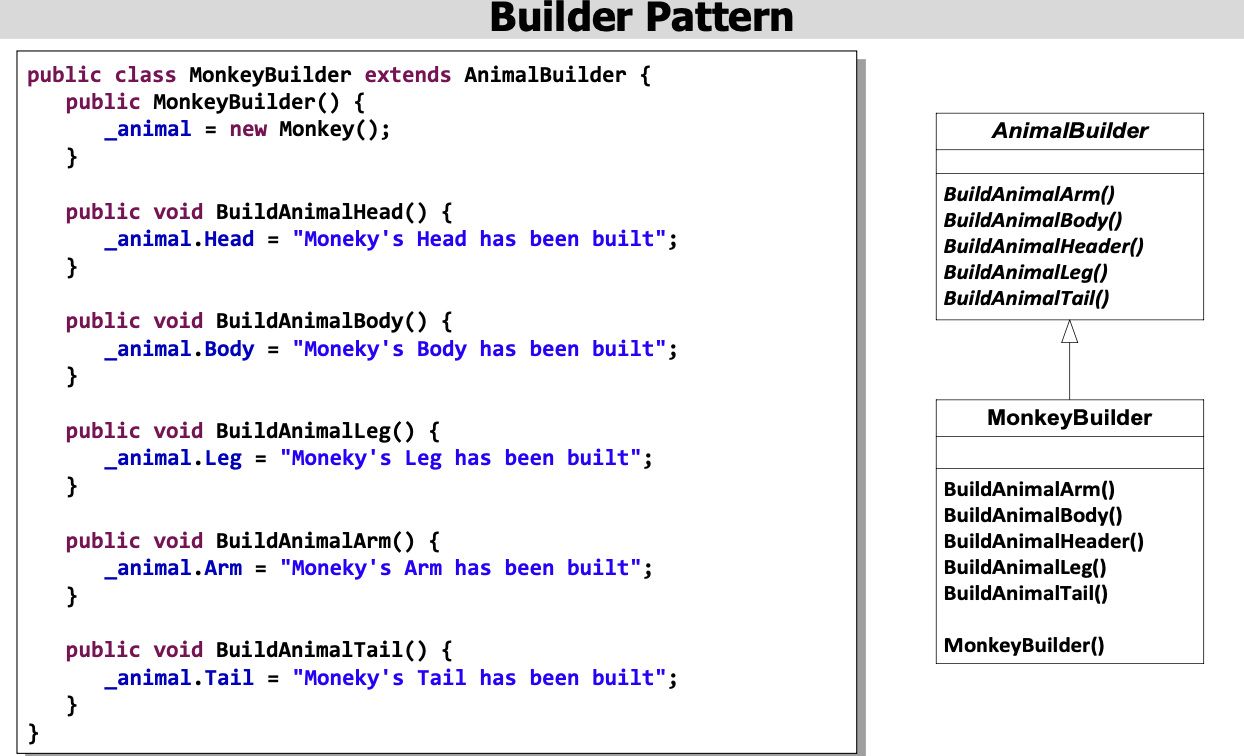 Builder Pattern
public class MonkeyBuilder extends AnimalBuilder {
public MonkeyBuilder() {
_animal = new Monkey();
}
public void BuildAnimalHead() {
_animal.Head = "Moneky's Head has been built";
}
public void BuildAnimalBody() {
_animal.Body = "Moneky's Body has been built";
}
public void BuildAnimalLeg() {
_animal.Leg = "Moneky's Leg has been built";
}
public void BuildAnimalArm() {
_animal.Arm = "Moneky's Arm has been built";
}
public void BuildAnimalTail() {
_animal.Tail = "Moneky's Tail has been built";
}
}
AnimalBuilder
BuildAnimalArm()
BuildAnimalBody()
BuildAnimalHeader()
BuildAnimalLeg()
BuildAnimalTail()
MonkeyBuilder
BuildAnimalArm()
BuildAnimalBody()
BuildAnimalHeader()
BuildAnimalLeg()
BuildAnimalTail()
MonkeyBuilder()